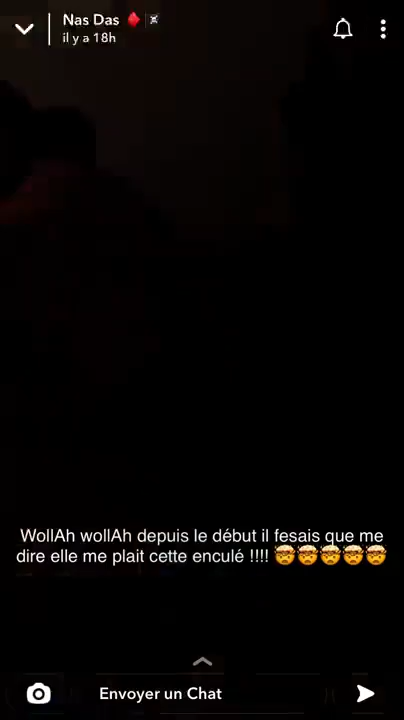 Nas Das ♦️ ☠️
il y a 18h
WollAh wollAh depuis le début il fesais que me
dire elle me plait cette enculé !!!! 🤯🤯🤯🤯🤯
Envoyer un Chat